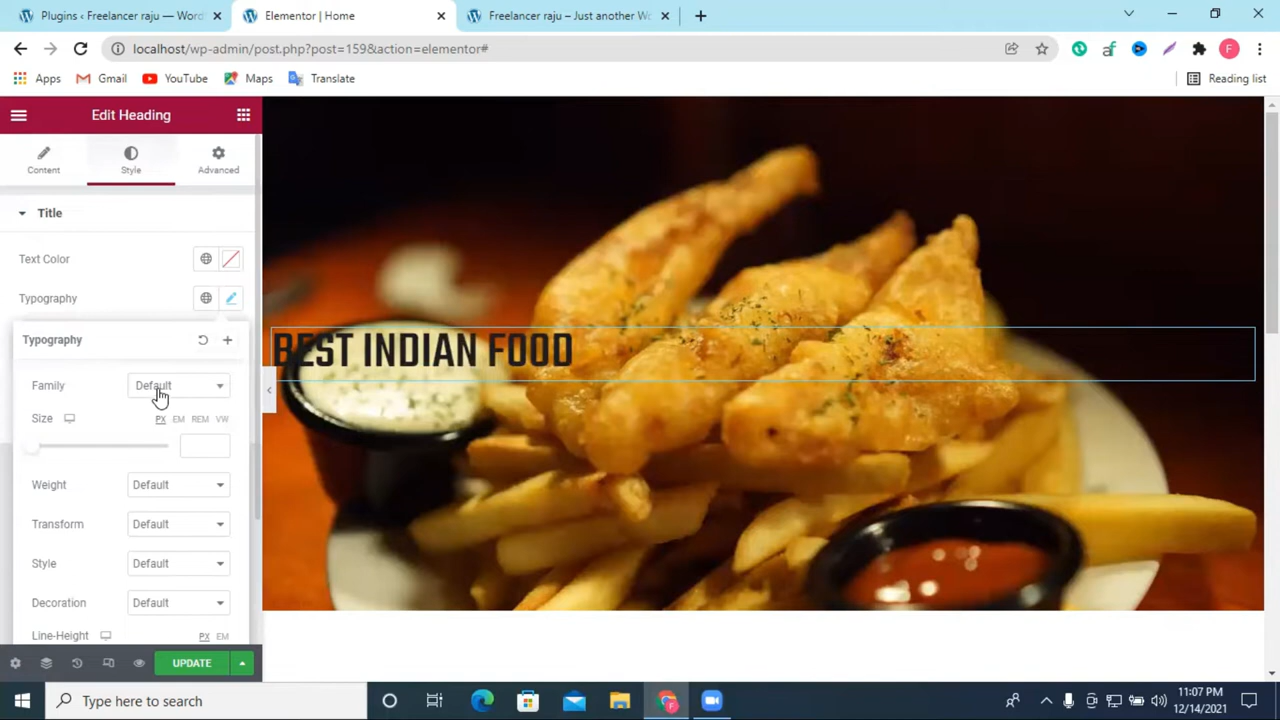 Plugins ‹ Freelancer raju — Word
Elementor | Home
Freelancer raju – Just another Wo
localhost/wp-admin/post.php?post=159&action=elementor#
F
Apps
Gmail
YouTube
Maps
Translate
Reading list
Edit Heading
Content
Style
Advanced
Title
Text Color
Typography
Typography
Family
Default
Size
PX EM REM VW
Weight
Default
Transform
Default
Style
Default
Decoration
Default
Line-Height
PX EM
UPDATE
BEST INDIAN FOOD
Type here to search
11:07 PM
12/14/2021